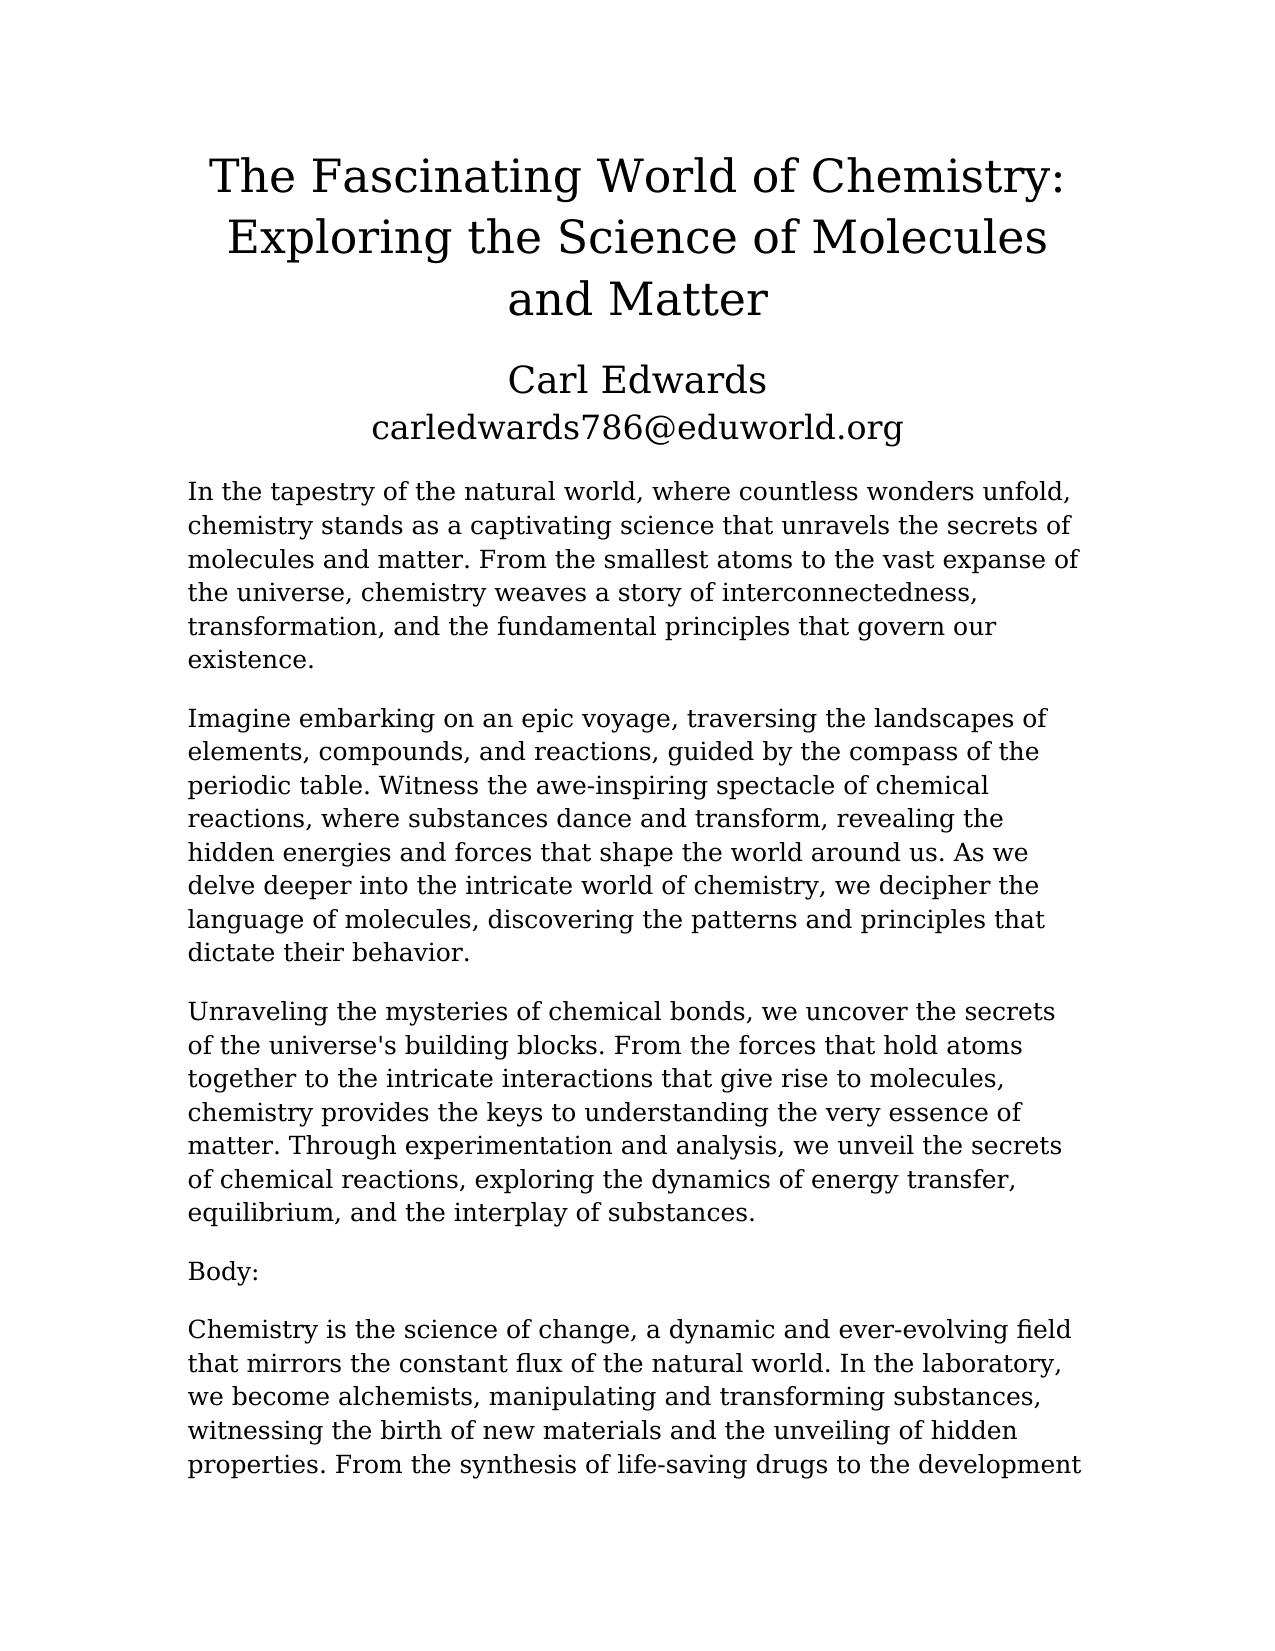 The Fascinating World of Chemistry:
Exploring the Science of Molecules
and Matter
Carl Edwards
carledwards786@eduworld.org
In the tapestry of the natural world, where countless wonders unfold,
chemistry stands as a captivating science that unravels the secrets of
molecules and matter. From the smallest atoms to the vast expanse of
the universe, chemistry weaves a story of interconnectedness,
transformation, and the fundamental principles that govern our
existence.
Imagine embarking on an epic voyage, traversing the landscapes of
elements, compounds, and reactions, guided by the compass of the
periodic table. Witness the awe-inspiring spectacle of chemical
reactions, where substances dance and transform, revealing the
hidden energies and forces that shape the world around us. As we
delve deeper into the intricate world of chemistry, we decipher the
language of molecules, discovering the patterns and principles that
dictate their behavior.
Unraveling the mysteries of chemical bonds, we uncover the secrets
of the universe's building blocks. From the forces that hold atoms
together to the intricate interactions that give rise to molecules,
chemistry provides the keys to understanding the very essence of
matter. Through experimentation and analysis, we unveil the secrets
of chemical reactions, exploring the dynamics of energy transfer,
equilibrium, and the interplay of substances.
Body:
Chemistry is the science of change, a dynamic and ever-evolving field
that mirrors the constant flux of the natural world. In the laboratory,
we become alchemists, manipulating and transforming substances,
witnessing the birth of new materials and the unveiling of hidden
properties. From the synthesis of life-saving drugs to the development